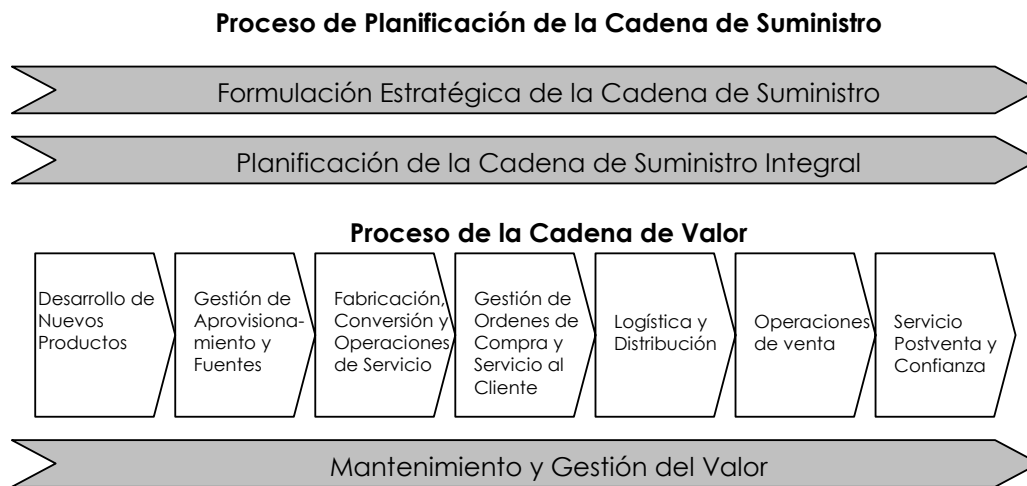 Proceso de Planificación de la Cadena de Suministro
Formulación Estratégica de la Cadena de Suministro
Planificación de la Cadena de Suministro Integral
Proceso de la Cadena de Valor
Desarrollo de
Nuevos
Productos
Gestión de
Aprovisiona-
miento y
Fuentes
Fabricación,
Conversión y
Operaciones
de Servicio
Gestión de
Ordenes de
Compra y
Servicio al
Cliente
Logística y
Distribución
Operaciones
de venta
Servicio
Postventa y
Confianza
Mantenimiento y Gestión del Valor